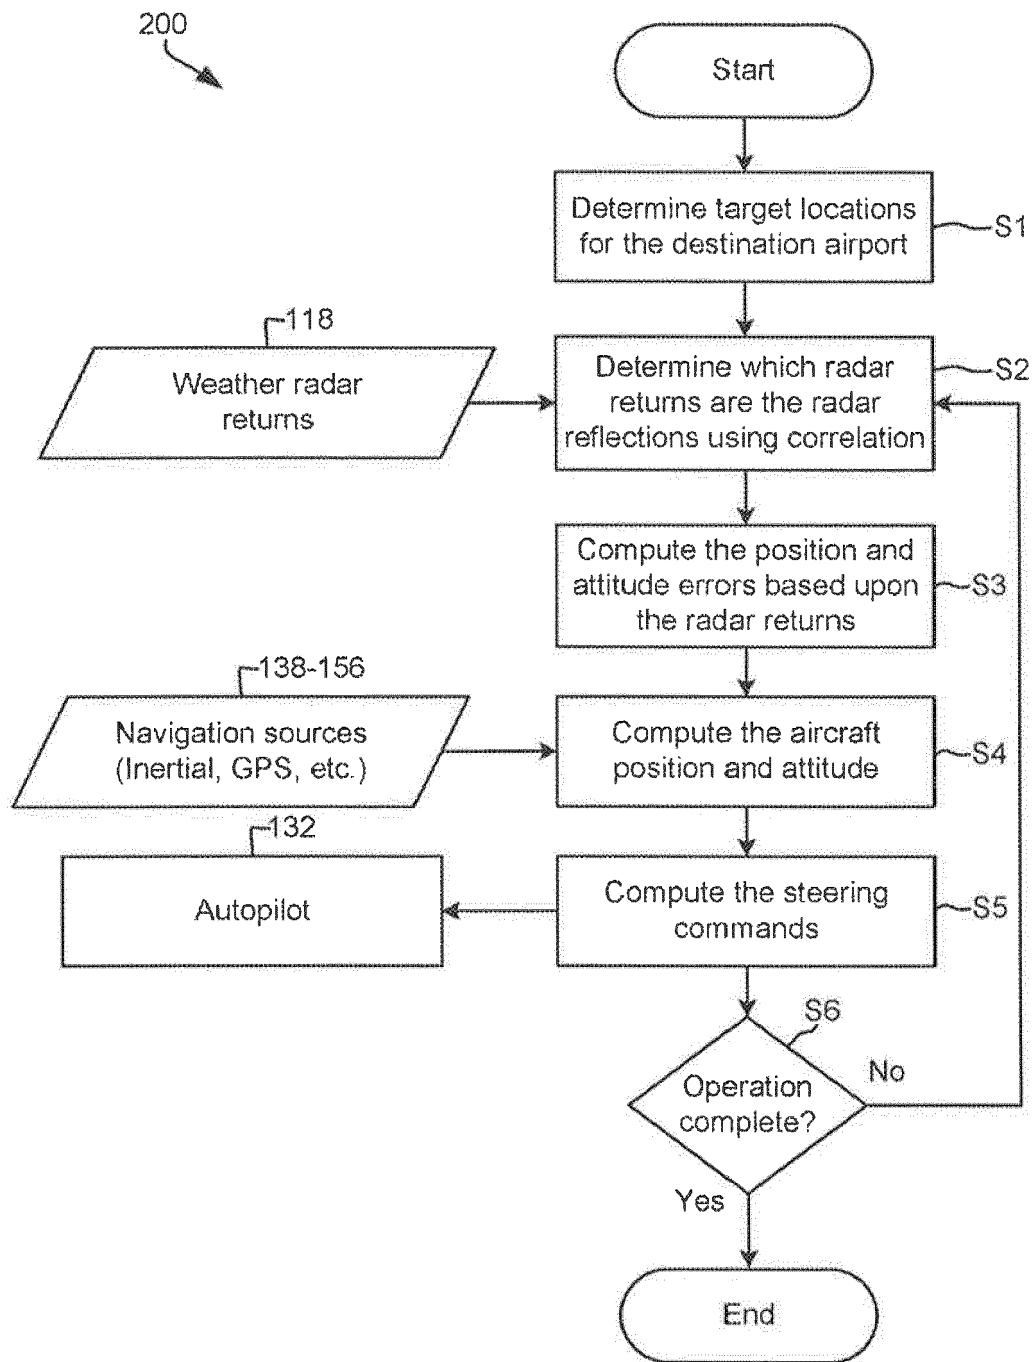 200
Start
Determine target locations
for the destination airport
S1
118
Weather radar
returns
Determine which radar
returns are the radar
reflections using correlation
S2
Compute the position and
attitude errors based upon
the radar returns
S3
138-156
Navigation sources
(Inertial, GPS, etc.)
Compute the aircraft
position and attitude
S4
132
Autopilot
Compute the steering
commands
S5
S6
Operation
complete?
No
Yes
End